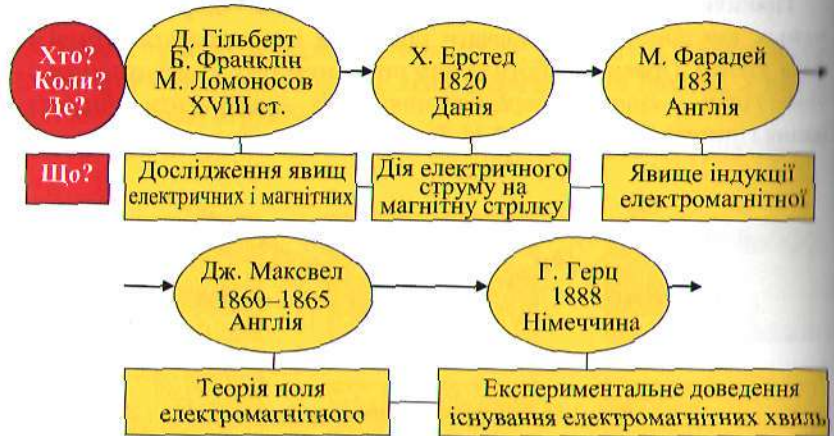 Хто?
Коли?
Де?
Д. Гільберт
Б. Франклін
М. Ломоносов
XVIII ст.
Х. Ерстед
1820
Данія
М. Фарадей
1831
Англія
Що?
Дослідження явищ
електричних і магнітних
Дія електричного
струму на
магнітну стрілку
Явище індукції
електромагнітної
Дж. Максвел
1860–1865
Англія
Г. Герц
1888
Німеччина
Теорія поля
електромагнітного
Експериментальне доведення
існування електромагнітних хвиль